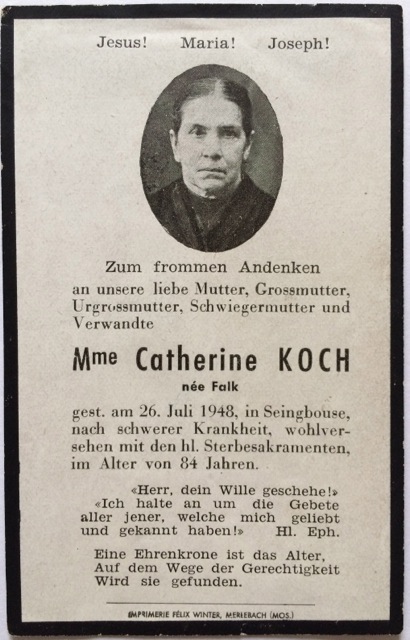 Jesus! Maria! Joseph!
Zum frommen Andenken
an unsere liebe Mutter, Grossmutter,
Urgrossmutter, Schwiegermutter und
Verwandte
Mme Catherine KOCH
née Falk
gest. am 26. Juli 1948, in Seingbouse,
nach schwerer Krankheit, wohlver-
sehen mit den hl. Sterbesakramenten,
im Alter von 84 Jahren.
«Herr, dein Wille geschehe!»
«Ich halte an um die Gebete
aller jener, welche mich geliebt
und gekannt haben!» Hl. Eph.
Eine Ehrenkrone ist das Alter,
Auf dem Wege der Gerechtigkeit
Wird sie gefunden.
IMPRIMERIE FÉLIX WINTER, MERLEBACH (MOS.)